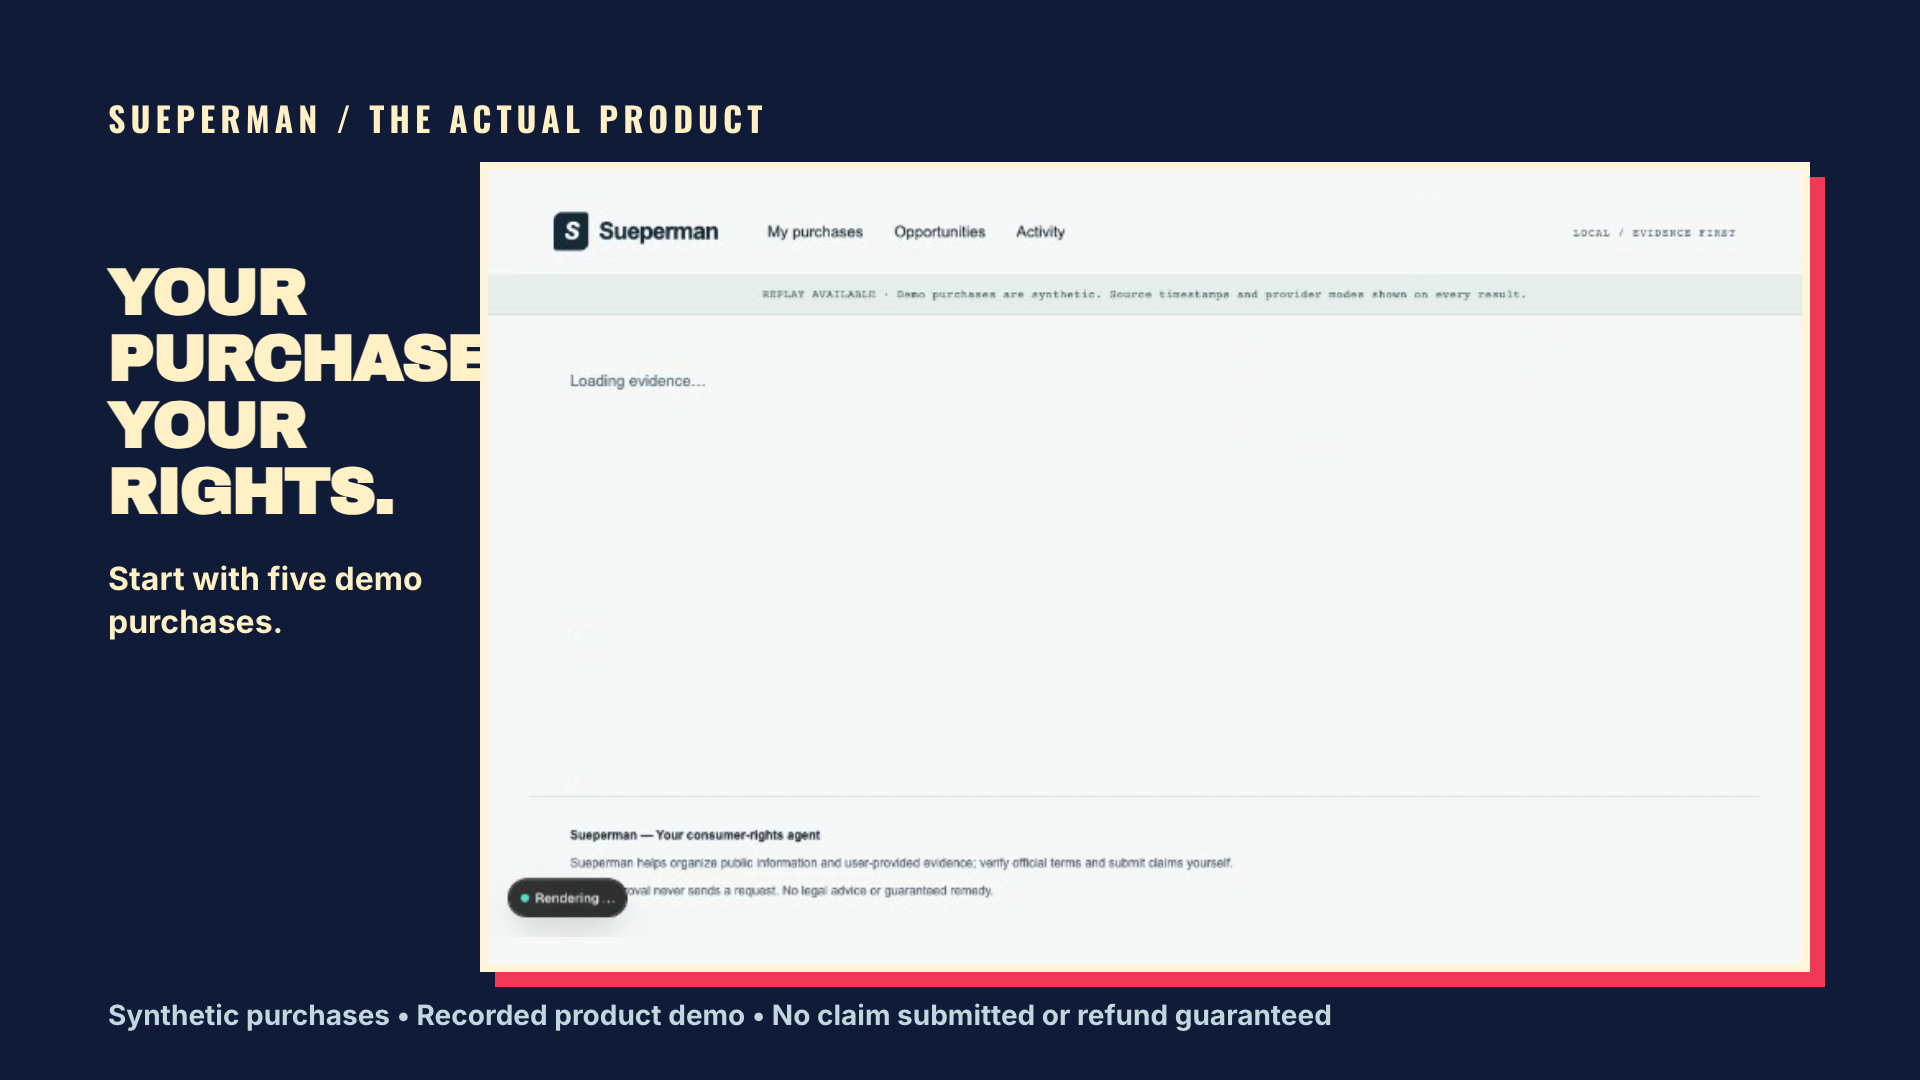 SUEPERMAN / THE ACTUAL PRODUCT
YOUR
PURCHASE
YOUR
RIGHTS.
Start with five demo
purchases.
S Sueperman My purchases Opportunities Activity LOCAL / EVIDENCE FIRST
REPLAY AVAILABLE · Demo purchases are synthetic. Source timestamps and provider modes shown on every result.
Loading evidence...
Sueperman — Your consumer-rights agent
Sueperman helps organize public information and user-provided evidence; verify official terms and submit claims yourself.
never sends a request. No legal advice or guaranteed remedy.
Rendering ...
Synthetic purchases • Recorded product demo • No claim submitted or refund guaranteed